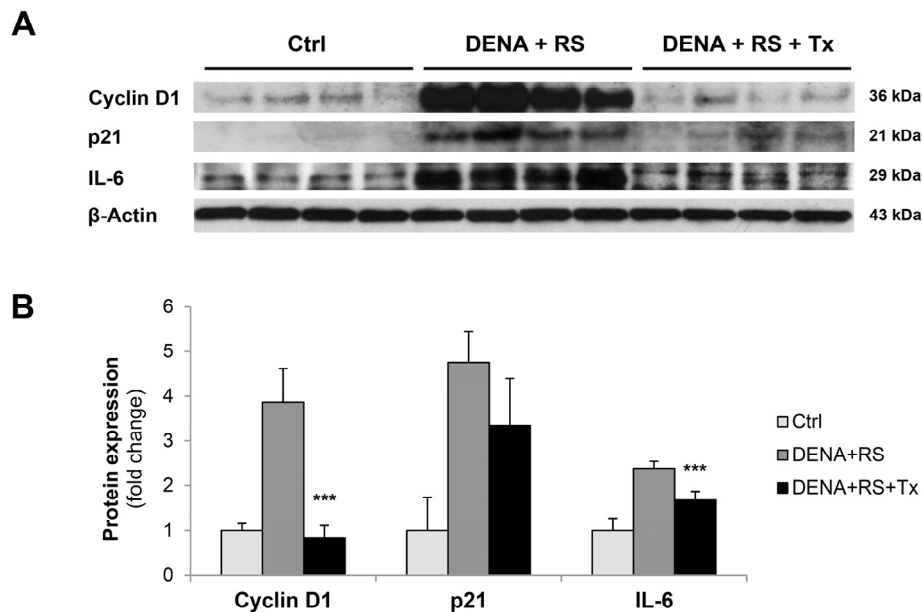 A
Ctrl DENA + RS DENA + RS + Tx
Cyclin D1 36 kDa
p21 21 kDa
IL-6 29 kDa
β-Actin 43 kDa
B
Protein expression
(fold change)
6
5
4
3
2
1
0
***
***
Ctrl
DENA+RS
DENA+RS+Tx
Cyclin D1 p21 IL-6